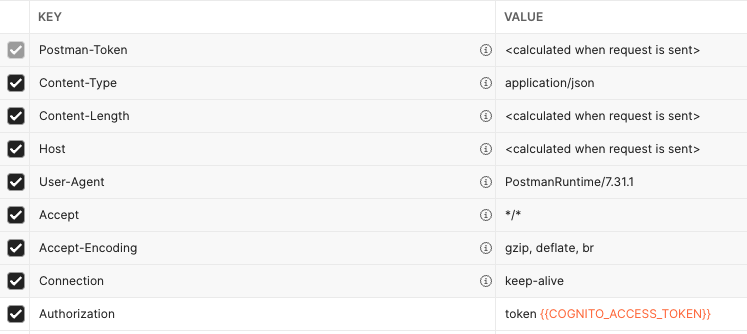 KEY VALUE
Postman-Token <calculated when request is sent>
Content-Type application/json
Content-Length <calculated when request is sent>
Host <calculated when request is sent>
User-Agent PostmanRuntime/7.31.1
Accept */*
Accept-Encoding gzip, deflate, br
Connection keep-alive
Authorization token {{COGNITO_ACCESS_TOKEN}}